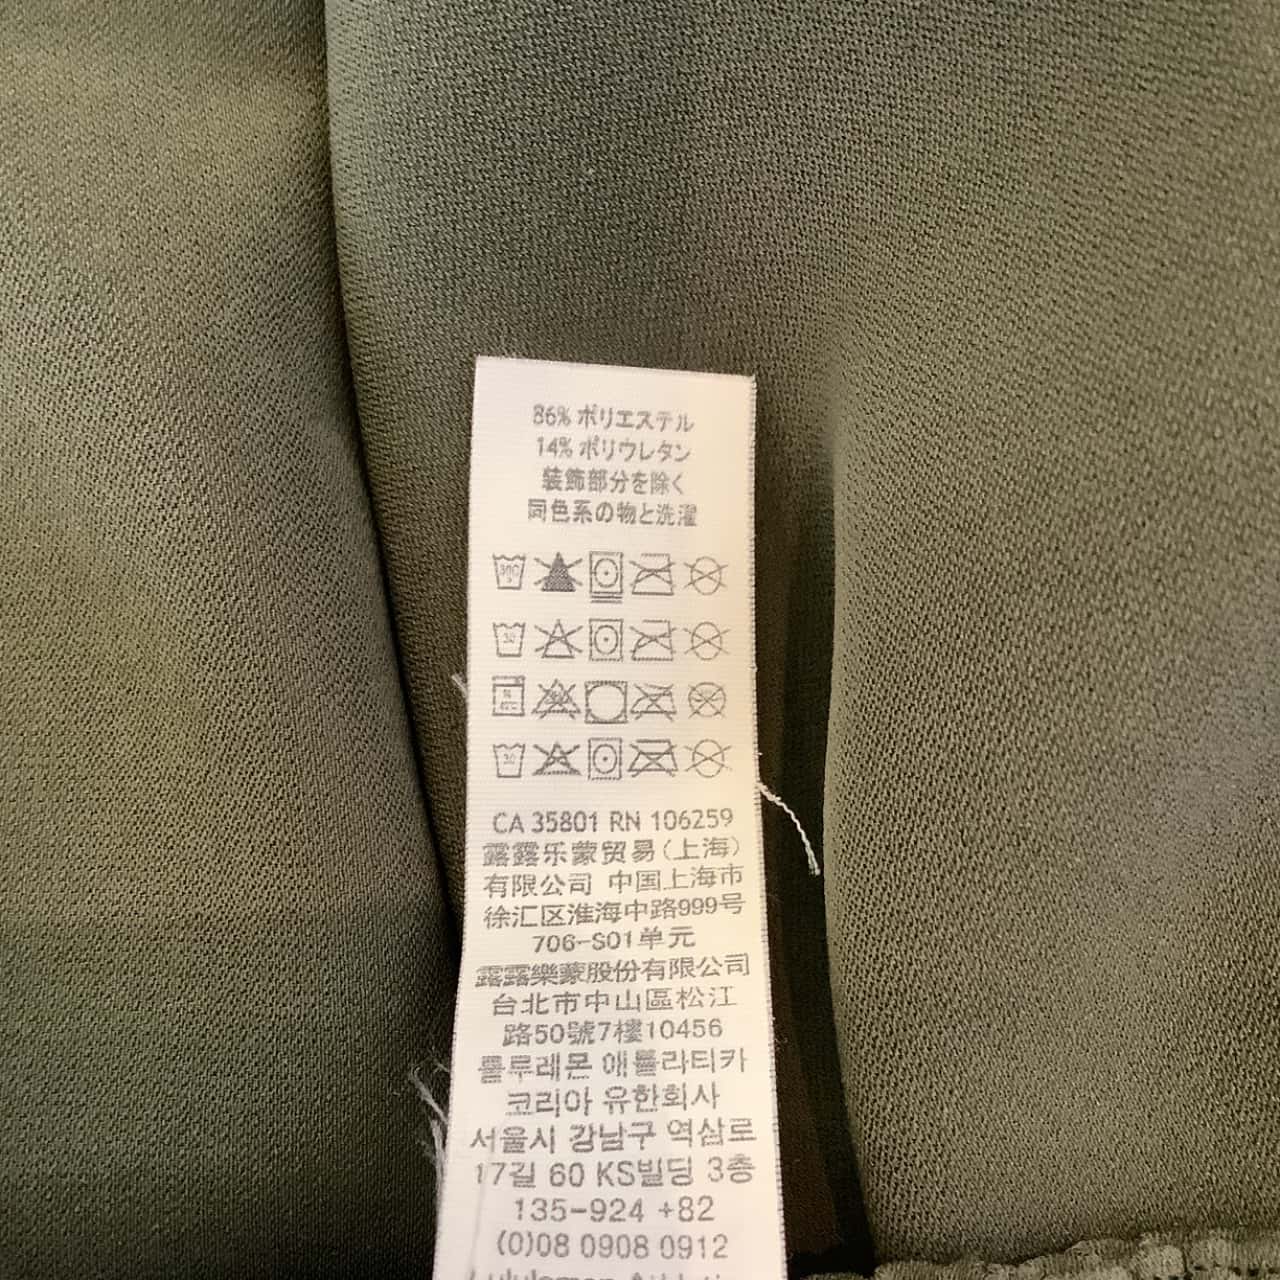 86% ポリエステル
14% ポリウレタン
装飾部分を除く
同色系の物と洗濯
30
30
CA 35801 RN 106259
露露乐蒙贸易(上海)
有限公司 中国上海市
徐汇区淮海中路999号
706-S01单元
露露樂蒙股份有限公司
台北市中山區松江
路50號7樓10456
룰루레몬 애틀라티카
코리아 유한회사
서울시 강남구 역삼로
17길 60 KS빌딩 3층
135-924 +82
(0)08 0908 0912